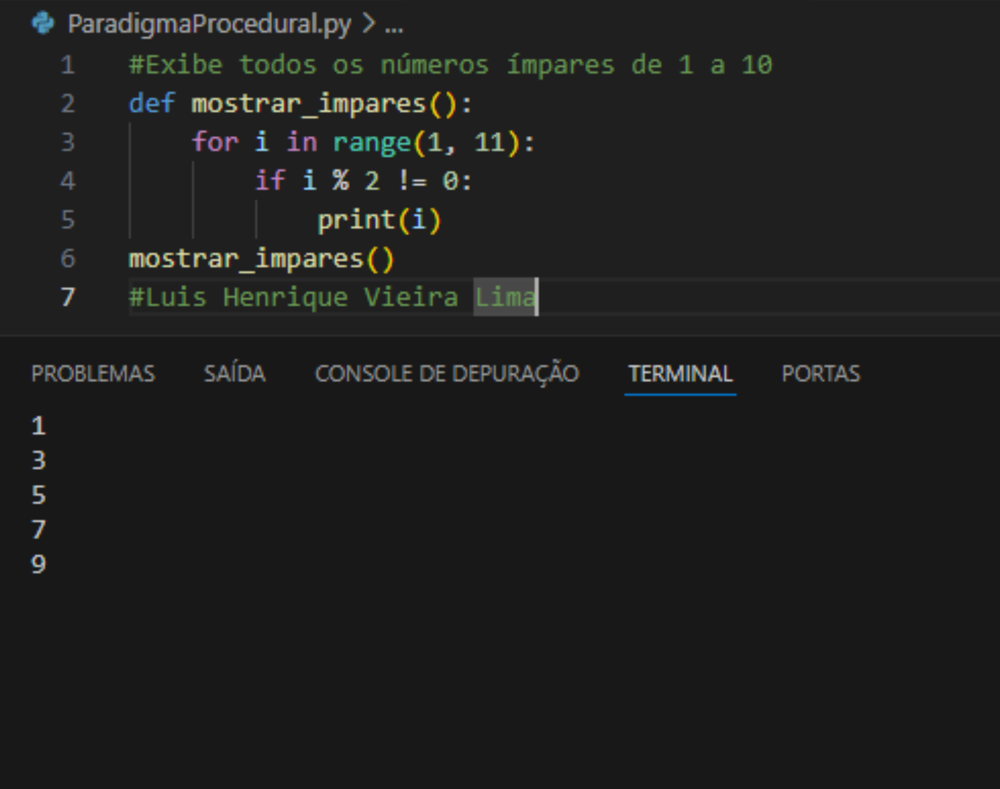 ParadigmaProcedural.py > ...
1 #Exibe todos os números ímpares de 1 a 10
2 def mostrar_impares():
3     for i in range(1, 11):
4         if i % 2 != 0:
5             print(i)
6 mostrar_impares()
7 #Luis Henrique Vieira Lima
PROBLEMAS SAÍDA CONSOLE DE DEPURAÇÃO TERMINAL PORTAS
1
3
5
7
9